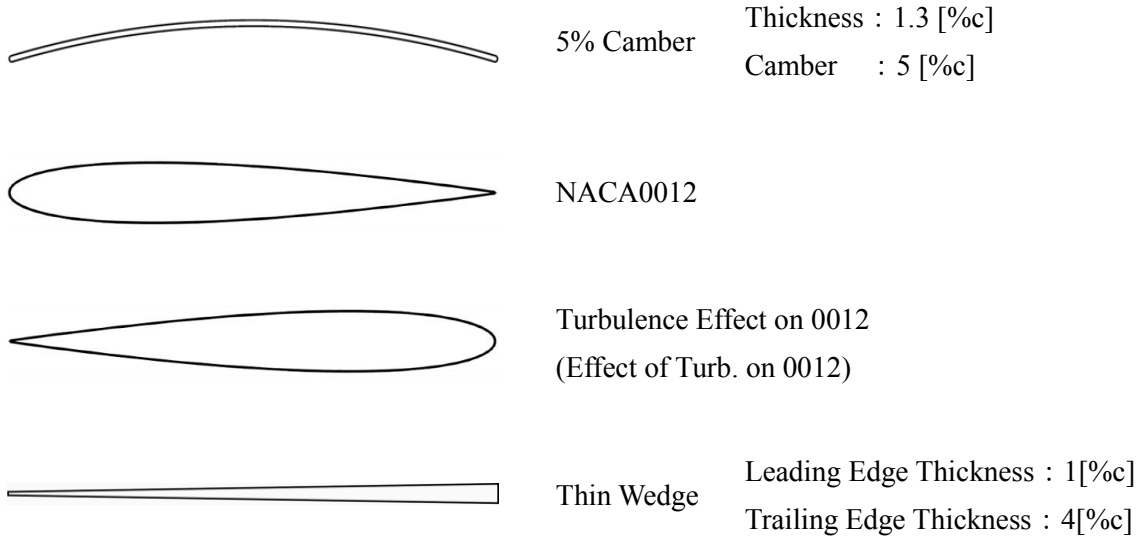 5% Camber
Thickness：1.3 [%c]
Camber ：5 [%c]
NACA0012
Turbulence Effect on 0012
(Effect of Turb. on 0012)
Thin Wedge
Leading Edge Thickness：1[%c]
Trailing Edge Thickness：4[%c]